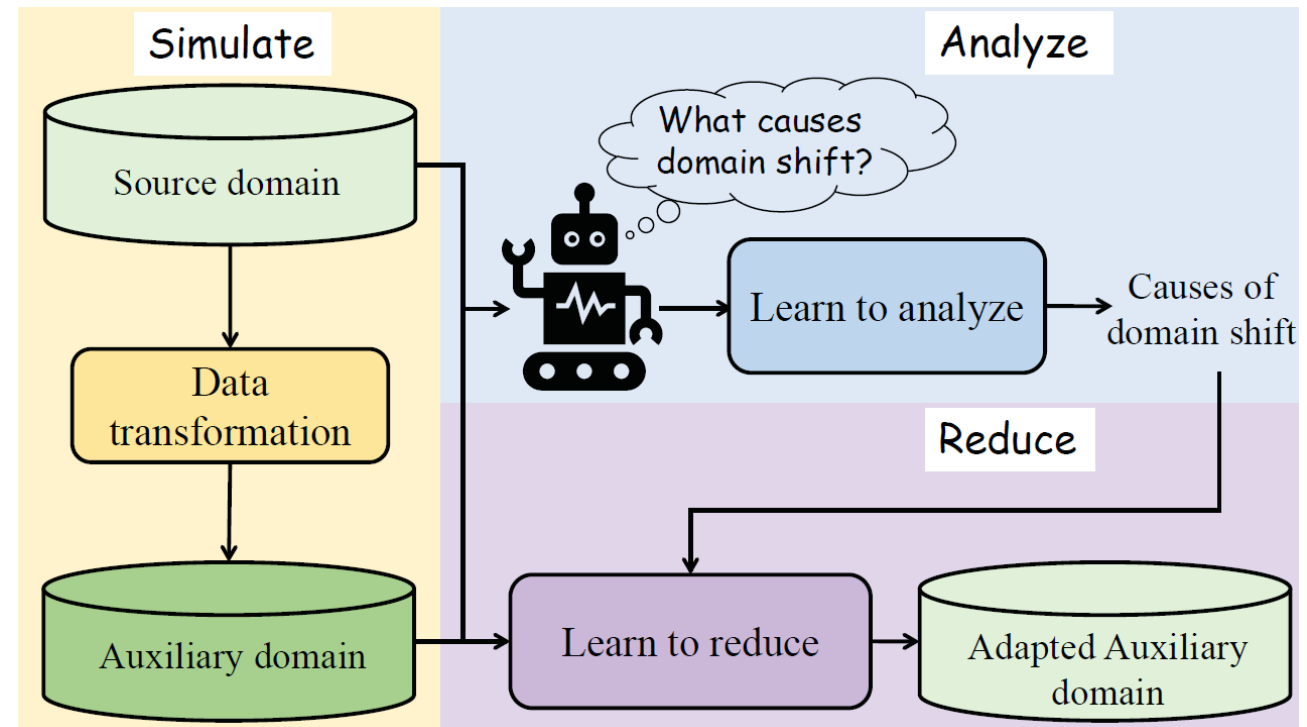 Simulate
Source domain
Data
transformation
Auxiliary domain
Analyze
What causes
domain shift?
Learn to analyze
Causes of
domain shift
Reduce
Learn to reduce
Adapted Auxiliary
domain